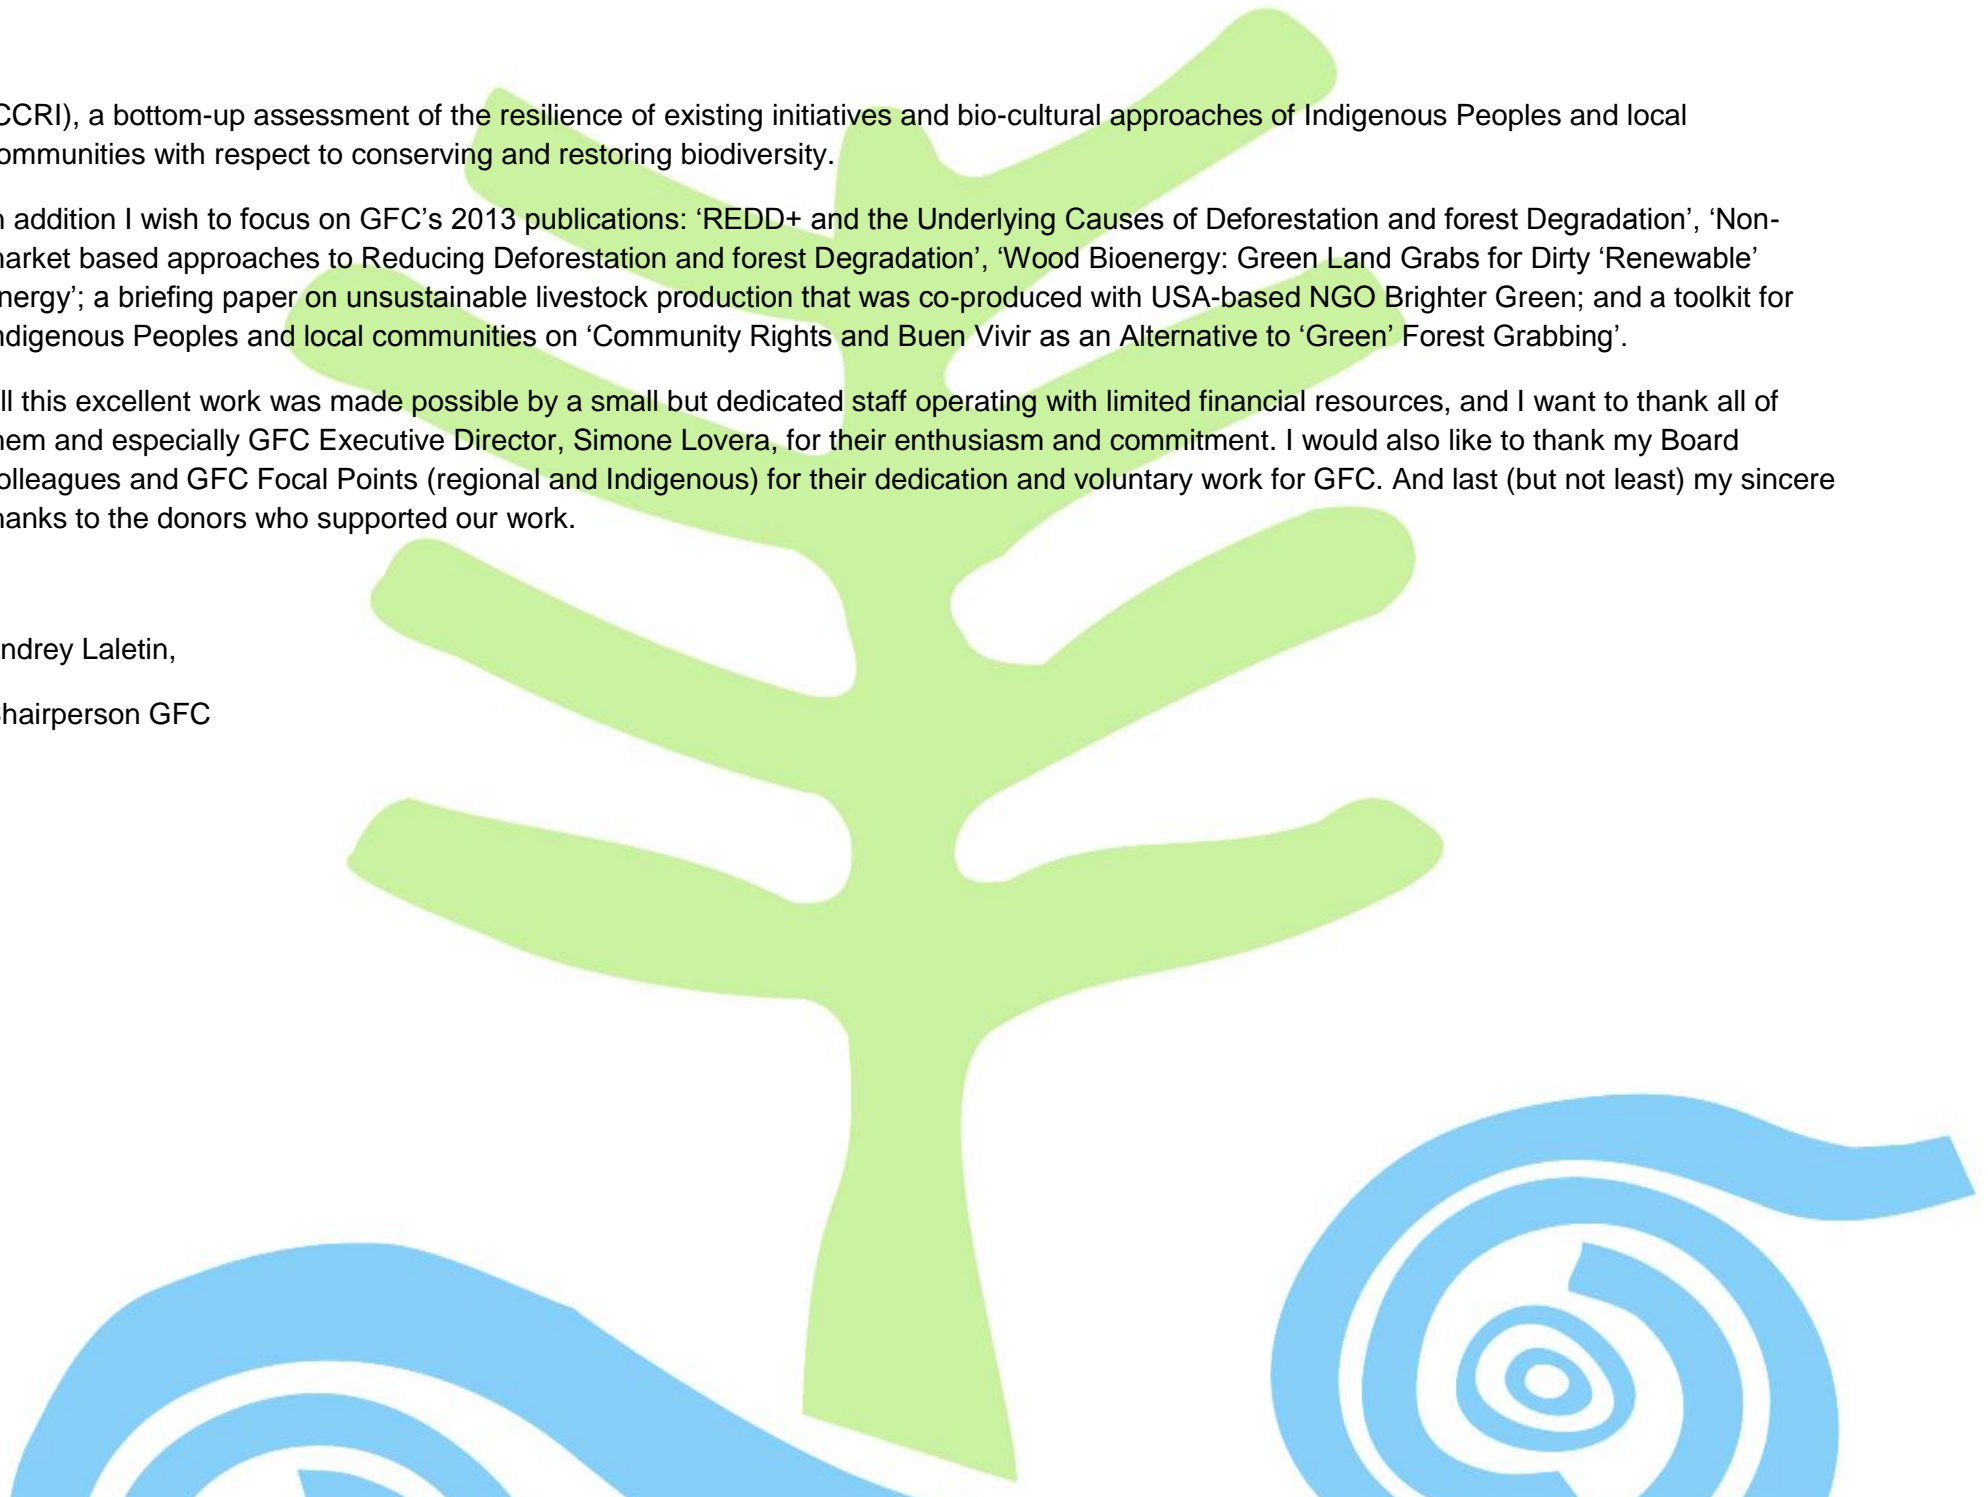 CCRI), a bottom-up assessment of the resilience of existing initiatives and bio-cultural approaches of Indigenous Peoples and local
ommunities with respect to conserving and restoring biodiversity.
n addition I wish to focus on GFC’s 2013 publications: ‘REDD+ and the Underlying Causes of Deforestation and forest Degradation’, ‘Non-
arket based approaches to Reducing Deforestation and forest Degradation’, ‘Wood Bioenergy: Green Land Grabs for Dirty ‘Renewable’
nergy’; a briefing paper on unsustainable livestock production that was co-produced with USA-based NGO Brighter Green; and a toolkit for
ndigenous Peoples and local communities on ‘Community Rights and Buen Vivir as an Alternative to ‘Green’ Forest Grabbing’.
ll this excellent work was made possible by a small but dedicated staff operating with limited financial resources, and I want to thank all of
hem and especially GFC Executive Director, Simone Lovera, for their enthusiasm and commitment. I would also like to thank my Board
olleagues and GFC Focal Points (regional and Indigenous) for their dedication and voluntary work for GFC. And last (but not least) my sincere
hanks to the donors who supported our work.
ndrey Laletin,
hairperson GFC